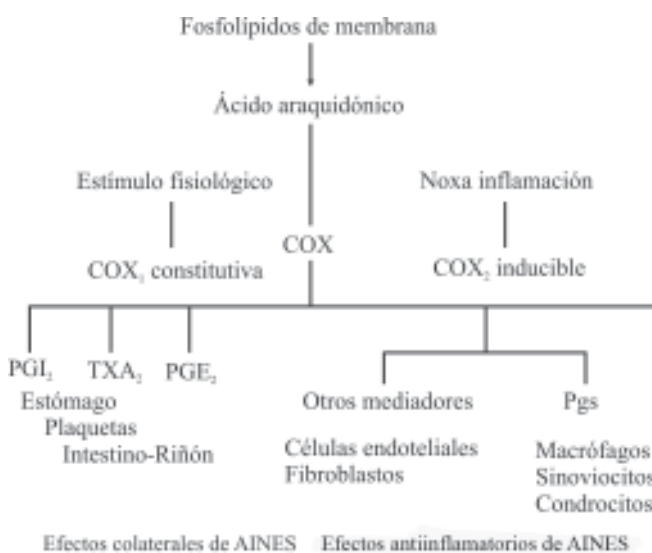 Fosfolípidos de membrana
Ácido araquidónico
Estímulo fisiológico
Noxa inflamación
COX
COX₁ constitutiva
COX₂ inducible
PGI₂ TXA₂ PGE₂
Estómago
Plaquetas
Intestino-Riñón
Otros mediadores
Células endoteliales
Fibroblastos
Pgs
Macrófagos
Sinoviocitos
Condrocitos
Efectos colaterales de AINES
Efectos antiinflamatorios de AINES